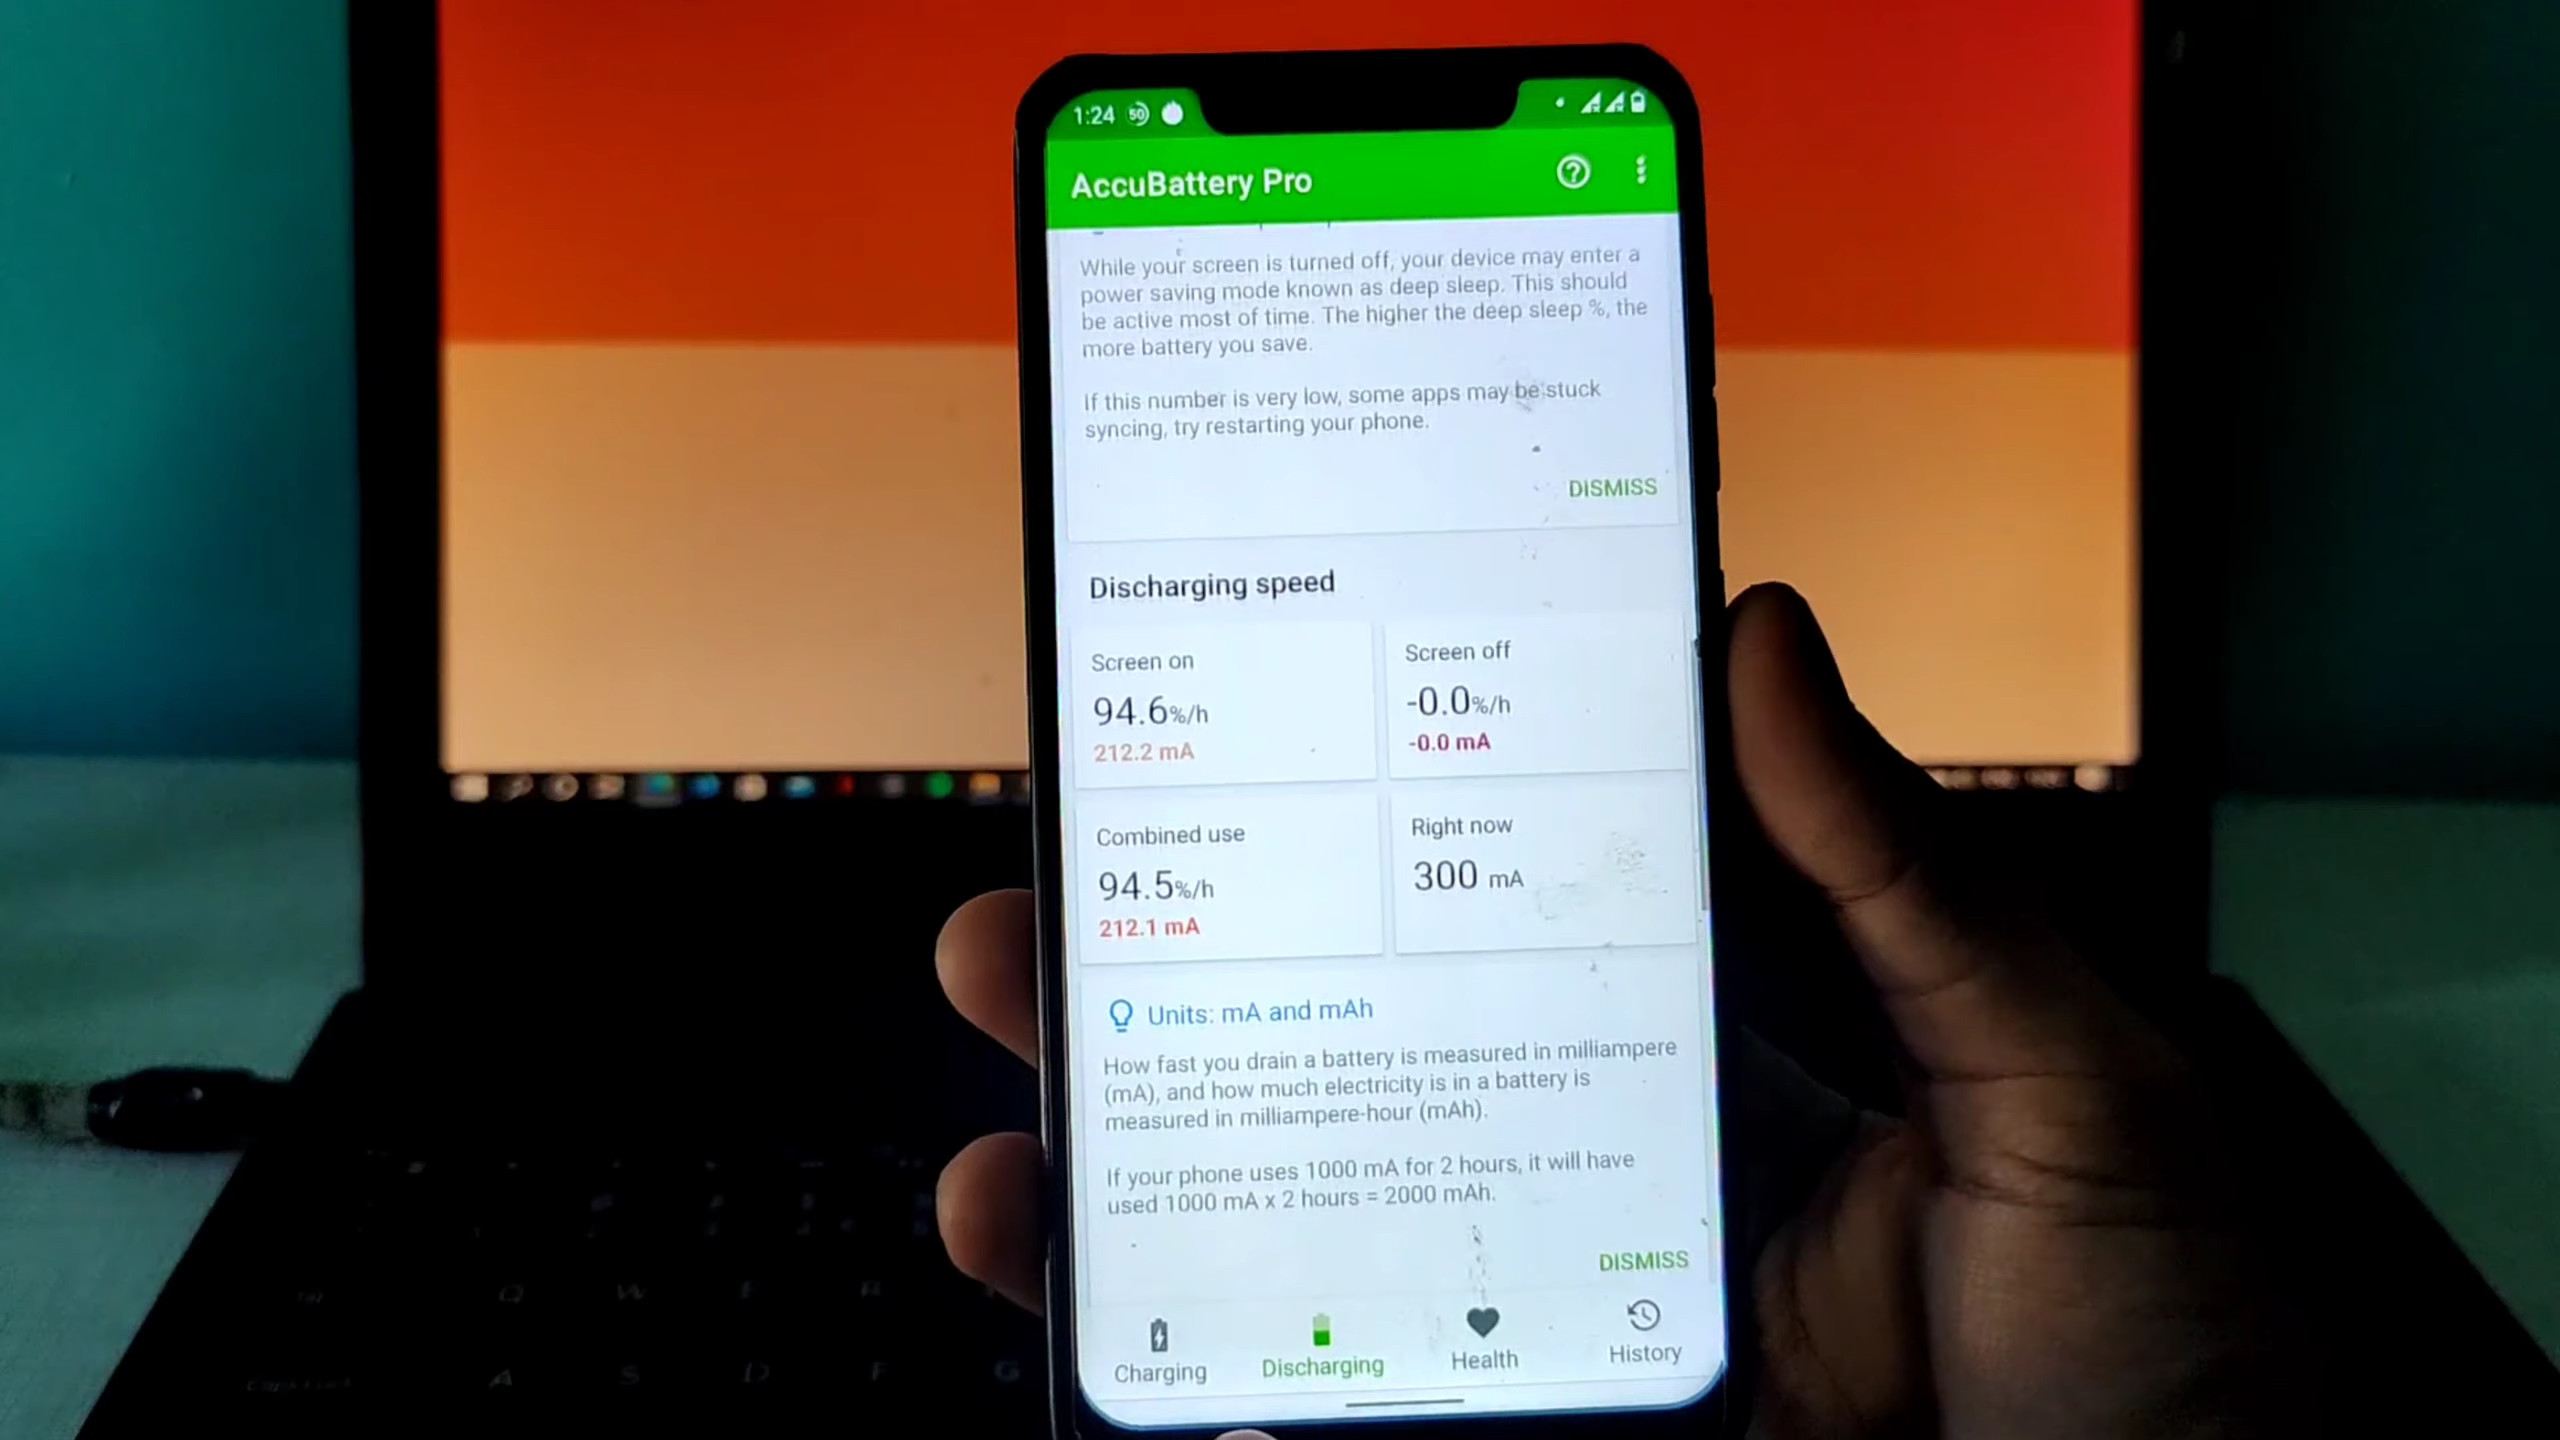 1:24 50
AccuBattery Pro
While your screen is turned off, your device may enter a
power saving mode known as deep sleep. This should
be active most of time. The higher the deep sleep %, the
more battery you save.
If this number is very low, some apps may be stuck
syncing, try restarting your phone.
DISMISS
Discharging speed
Screen on
94.6%/h
212.2 mA
Screen off
-0.0%/h
-0.0 mA
Combined use
94.5%/h
212.1 mA
Right now
300 mA
Units: mA and mAh
How fast you drain a battery is measured in milliampere
(mA), and how much electricity is in a battery is
measured in milliampere-hour (mAh).
If your phone uses 1000 mA for 2 hours, it will have
used 1000 mA x 2 hours = 2000 mAh.
DISMISS
Charging Discharging Health History
Q W E R
A S D F G